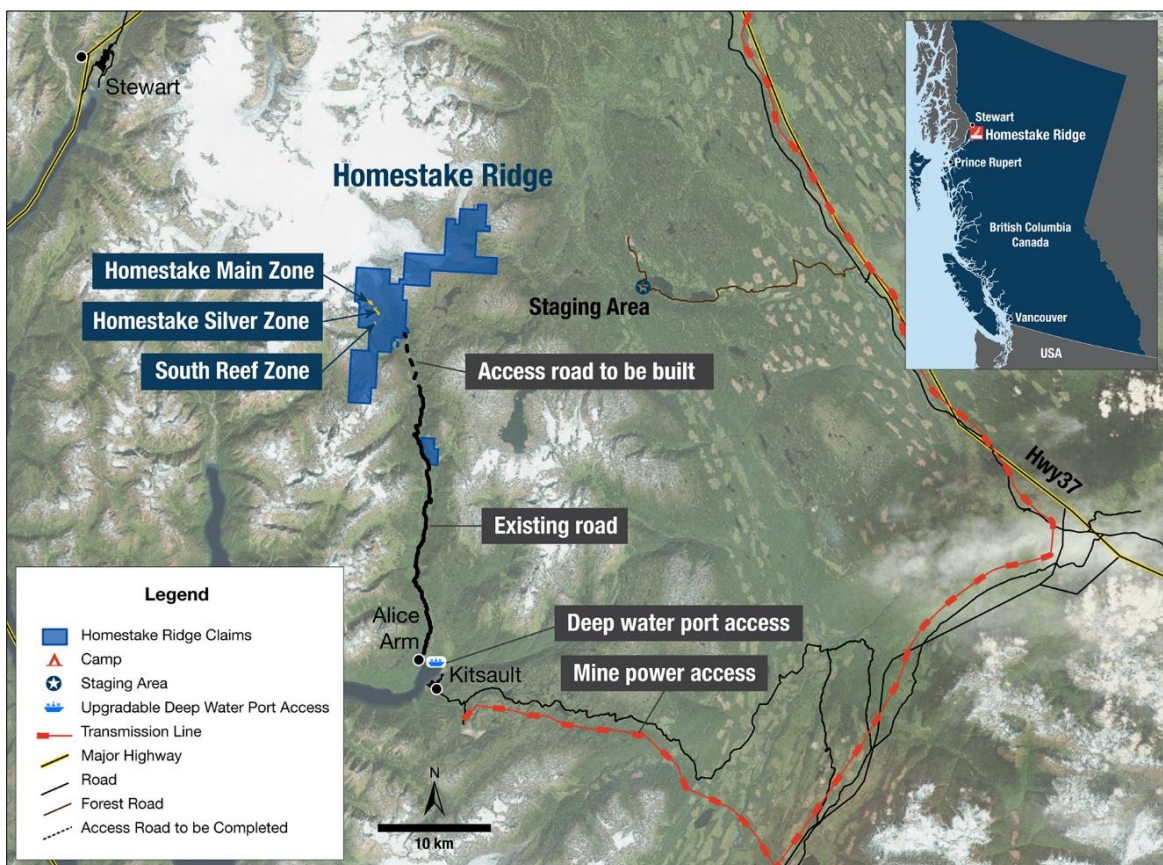 Stewart
Homestake Ridge
Homestake Main Zone
Homestake Silver Zone
South Reef Zone
Staging Area
Access road to be built
Existing road
Hwy37
Alice
Arm
Kitsault
Deep water port access
Mine power access
N
10 km
Stewart
Homestake Ridge
Prince Rupert
British Columbia
Canada
Vancouver
USA
Legend
Homestake Ridge Claims
Camp
Staging Area
Upgradable Deep Water Port Access
Transmission Line
Major Highway
Road
Forest Road
Access Road to be Completed